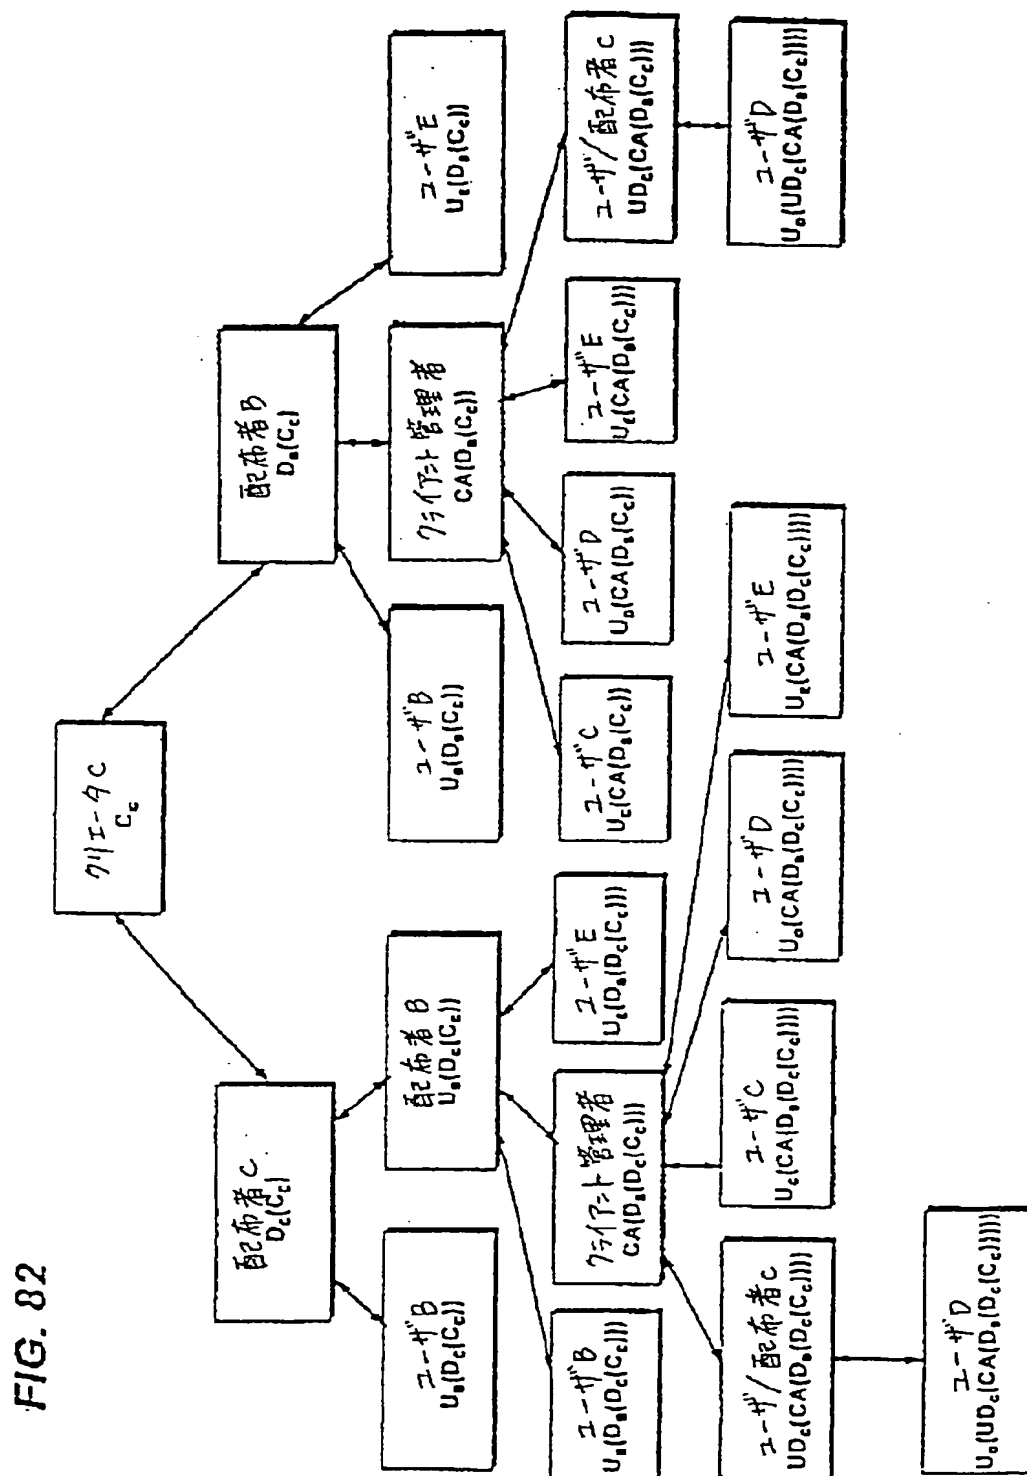 FIG. 82
クリエータC
C_C
配布者C
D_C(C_C)
配布者B
D_B(C_C)
ユーザB
U_B(D_C(C_C))
配布者B
U_B(D_C(C_C))
ユーザB
U_B(D_B(C_C))
クライアント管理者
CA(D_B(C_C))
ユーザE
U_E(D_B(C_C))
ユーザB
U_B(D_B(D_C(C_C)))
クライアント管理者
CA(D_B(D_C(C_C)))
ユーザE
U_E(D_B(D_C(C_C)))
ユーザC
U_C(CA(D_B(C_C))
ユーザD
U_D(CA(D_B(C_C))
ユーザE
U_E(CA(D_B(C_C)))
ユーザ/配布者C
UD_C(CA(D_B(C_C)))
ユーザ/配布者C
UD_C(CA(D_B(D_C(C_C))))
ユーザC
U_C(CA(D_B(D_C(C_C))))
ユーザD
U_D(CA(D_B(D_C(C_C))))
ユーザE
U_E(CA(D_B(D_C(C_C))))
ユーザD
U_D(UD_C(CA(D_B(C_C))))
ユーザD
U_D(UD_C(CA(D_B(D_C(C_C)))))